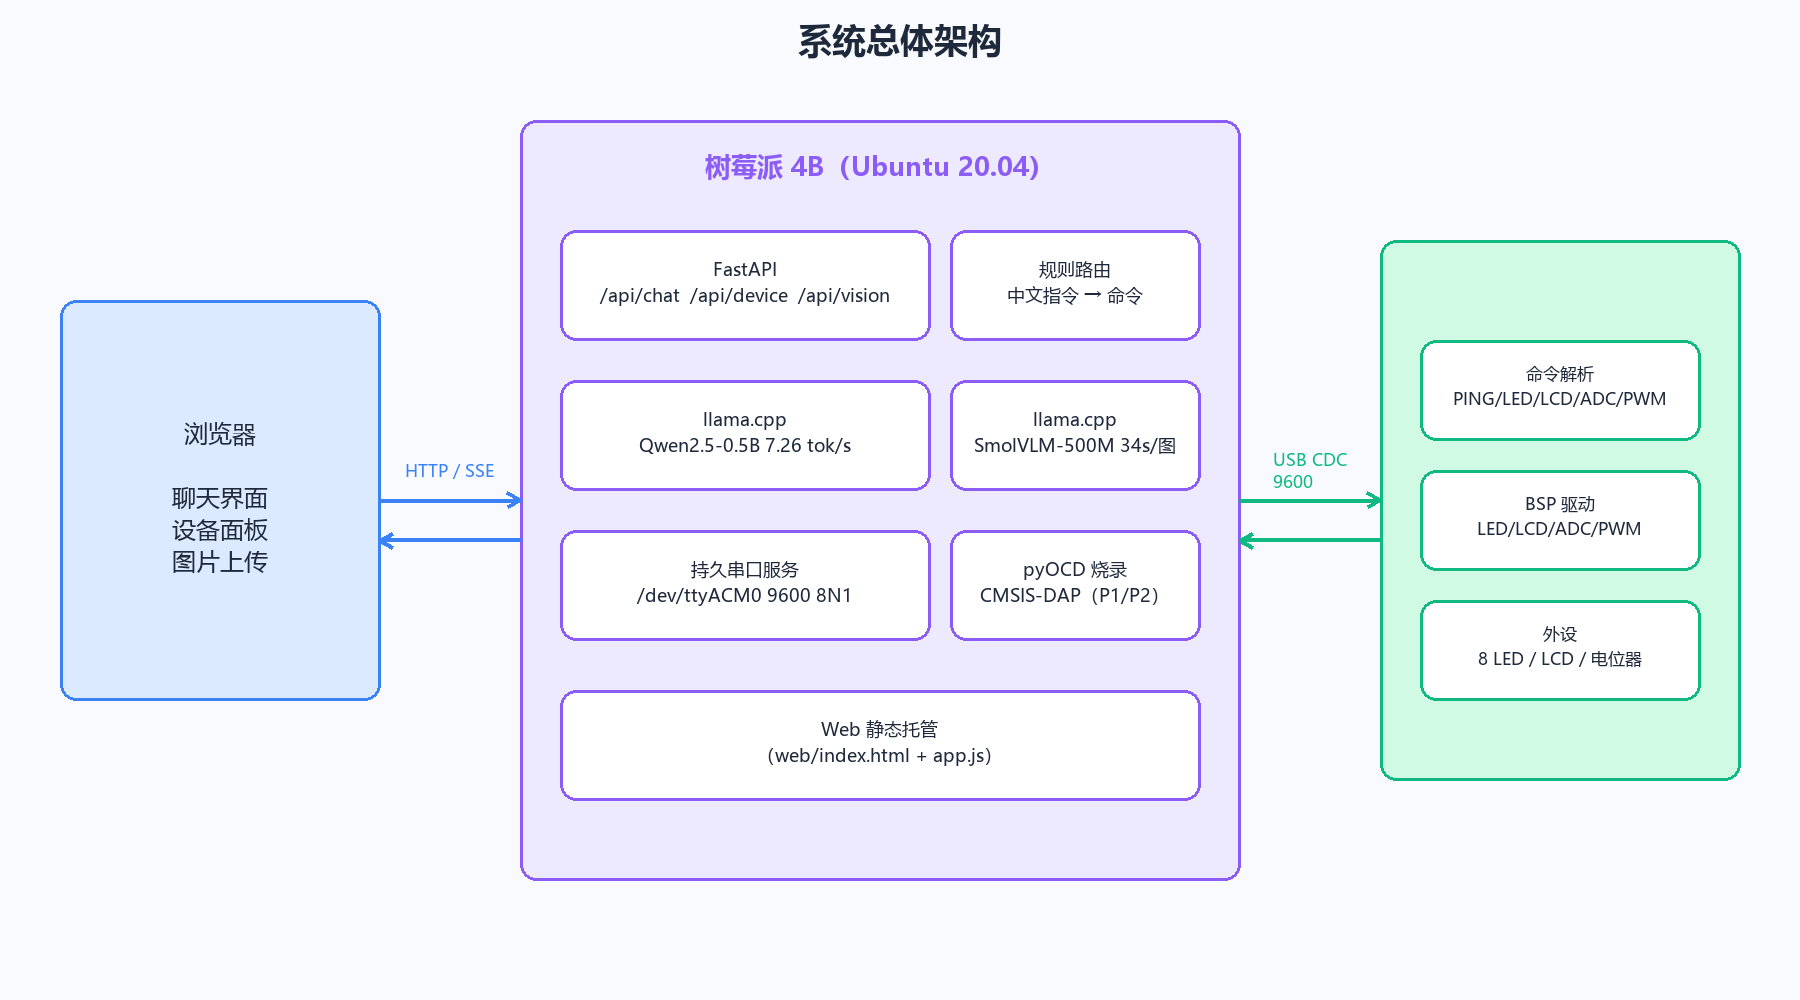 系统总体架构
浏览器
聊天界面
设备面板
图片上传
HTTP / SSE
树莓派 4B（Ubuntu 20.04）
FastAPI
/api/chat  /api/device  /api/vision
规则路由
中文指令 → 命令
llama.cpp
Qwen2.5-0.5B 7.26 tok/s
llama.cpp
SmolVLM-500M 34s/图
持久串口服务
/dev/ttyACM0 9600 8N1
pyOCD 烧录
CMSIS-DAP（P1/P2）
Web 静态托管
（web/index.html + app.js）
USB CDC
9600
命令解析
PING/LED/LCD/ADC/PWM
BSP 驱动
LED/LCD/ADC/PWM
外设
8 LED / LCD / 电位器